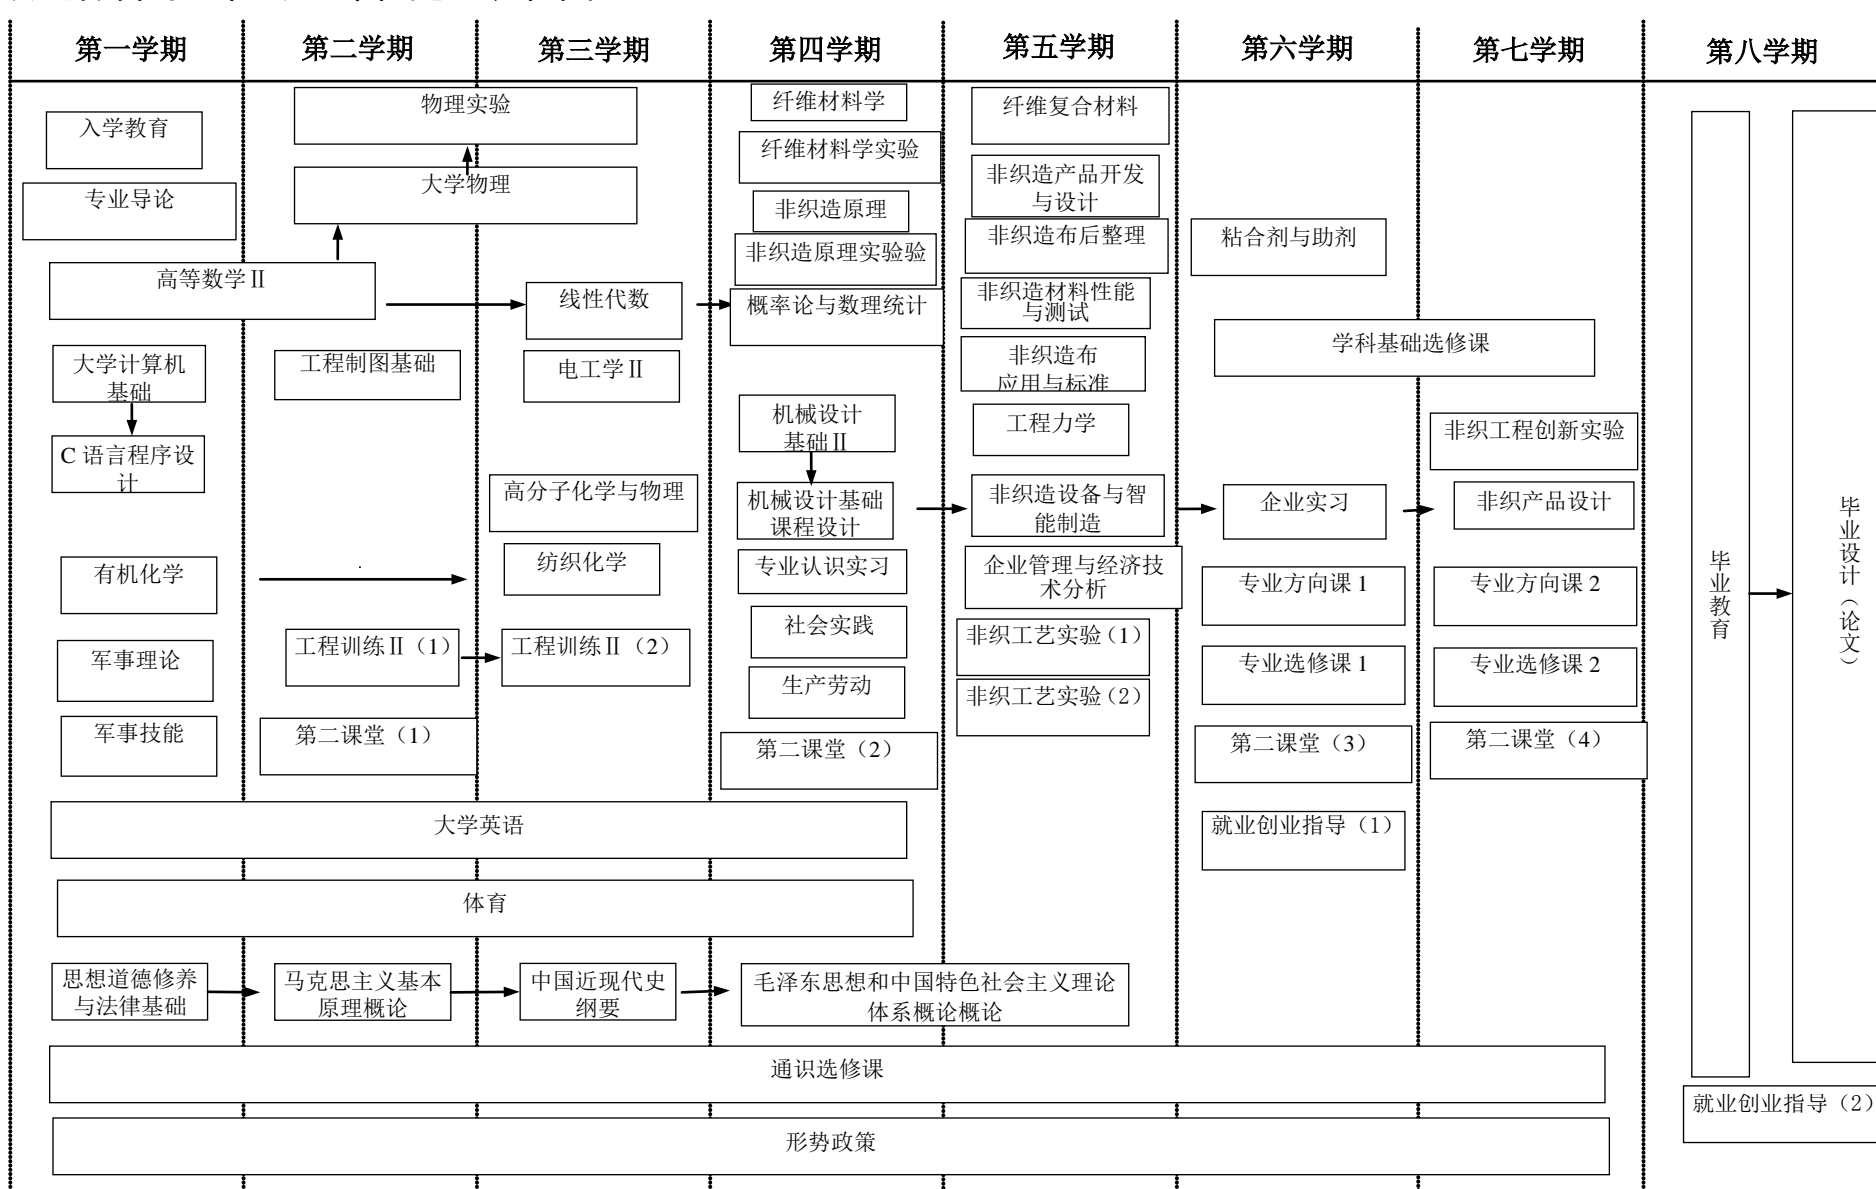 第一学期
第二学期
第三学期
第四学期
第五学期
第六学期
第七学期
第八学期
入学教育
专业导论
高等数学Ⅱ
大学计算机
基础
C 语言程序设
计
有机化学
军事理论
军事技能
物理实验
大学物理
工程制图基础
工程训练Ⅱ（1）
第二课堂（1）
线性代数
电工学Ⅱ
高分子化学与物理
纺织化学
工程训练Ⅱ（2）
纤维材料学
纤维材料学实验
非织造原理
非织造原理实验验
概率论与数理统计
机械设计
基础Ⅱ
机械设计基础
课程设计
专业认识实习
社会实践
生产劳动
第二课堂（2）
纤维复合材料
非织造产品开发
与设计
非织造布后整理
非织造材料性能
与测试
非织造布
应用与标准
工程力学
非织造设备与智
能制造
企业管理与经济技
术分析
非织工艺实验（1）
非织工艺实验（2）
粘合剂与助剂
学科基础选修课
企业实习
专业方向课 1
专业选修课 1
第二课堂（3）
就业创业指导（1）
非织工程创新实验
非织产品设计
专业方向课 2
专业选修课 2
第二课堂（4）
毕业教育
毕业设计（论文）
就业创业指导（2）
大学英语
体育
思想道德修养
与法律基础
马克思主义基本
原理概论
中国近现代史
纲要
毛泽东思想和中国特色社会主义理论
体系概论概论
通识选修课
形势政策